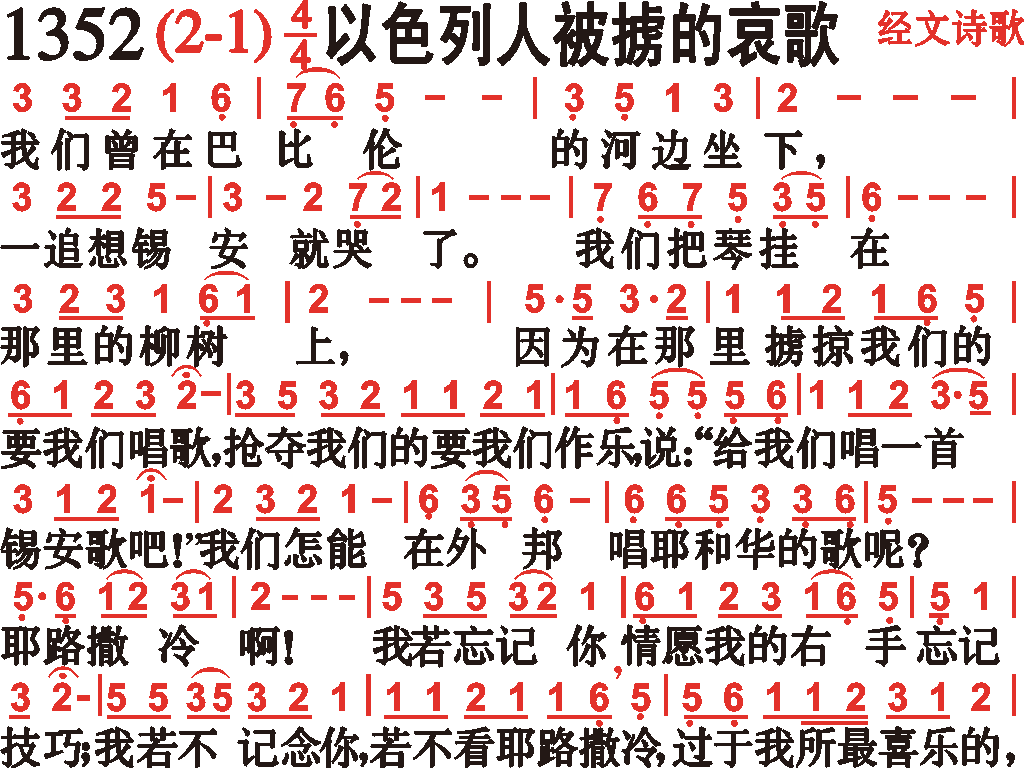 1352 (2-1) 4/4 以色列人被掳的哀歌 经文诗歌
3 3 2 1 6 | 7 6 5 - - | 3 5 1 3 | 2 - - - |
我们曾在巴比伦 的河边坐下，
3 2 2 5 - | 3 - 2 7 2 | 1 - - - | 7 6 7 5 3 5 | 6 - - - |
一追想锡安就哭了。 我们把琴挂在
3 2 3 1 6 1 | 2 - - - | 5·5 3·2 | 1 1 2 1 6 5 |
那里的柳树上， 因为在那里掳掠我们的
6 1 2 3 2 - | 3 5 3 2 1 1 2 1 | 1 6 5 5 5 6 | 1 1 2 3·5 |
要我们唱歌，抢夺我们的要我们作乐，说：“给我们唱一首
3 1 2 1 - | 2 3 2 1 - | 6 3 5 6 - | 6 6 5 3 3 6 | 5 - - - |
锡安歌吧！”我们怎能在外邦唱耶和华的歌呢？
5·6 1 2 3 1 | 2 - - - | 5 3 5 3 2 1 | 6 1 2 3 1 6 5 | 5 1 |
耶路撒冷啊！ 我若忘记你，情愿我的右手忘记
3 2 - | 5 5 3 5 3 2 1 | 1 1 2 1 1 6 5 | 5 6 1 1 2 3 1 2 |
技巧；我若不记念你，若不看耶路撒冷，过于我所最喜乐的，